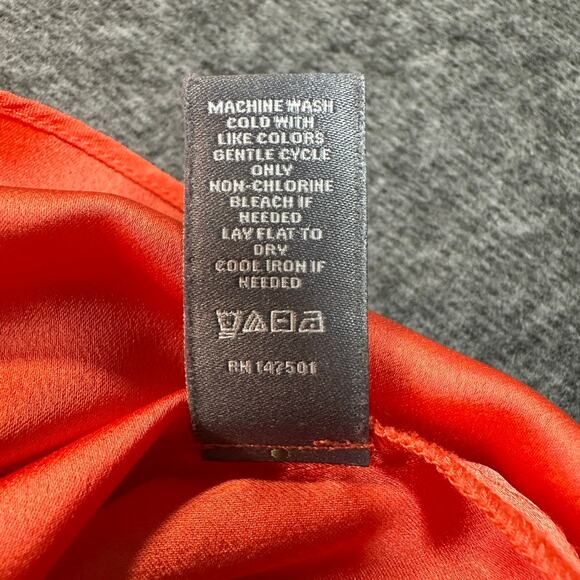 MACHINE WASH
COLD WITH
LIKE COLORS
GENTLE CYCLE
ONLY
NON-CHLORINE
BLEACH IF
NEEDED
LAY FLAT TO
DRY
COOL IRON IF
NEEDED
RN 147501